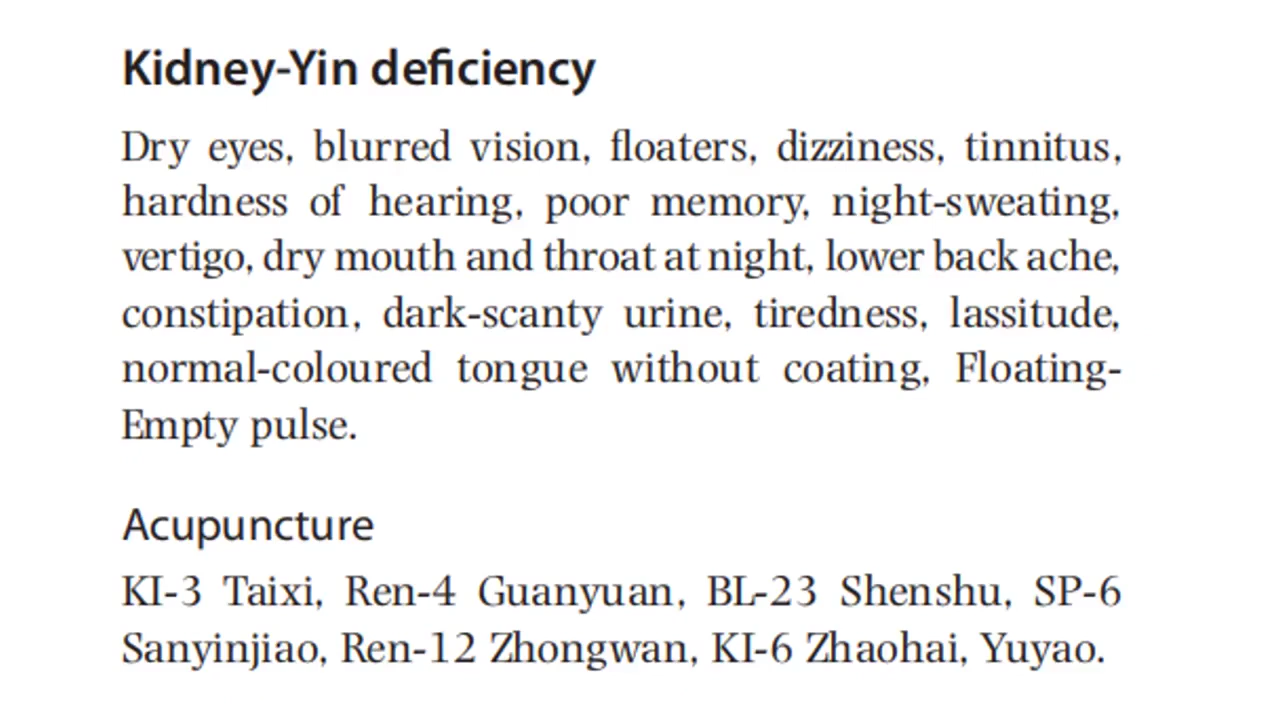 Kidney-Yin deficiency
Dry eyes, blurred vision, floaters, dizziness, tinnitus,
hardness of hearing, poor memory, night-sweating,
vertigo, dry mouth and throat at night, lower back ache,
constipation, dark-scanty urine, tiredness, lassitude,
normal-coloured tongue without coating, Floating-
Empty pulse.
Acupuncture
KI-3 Taixi, Ren-4 Guanyuan, BL-23 Shenshu, SP-6
Sanyinjiao, Ren-12 Zhongwan, KI-6 Zhaohai, Yuyao.